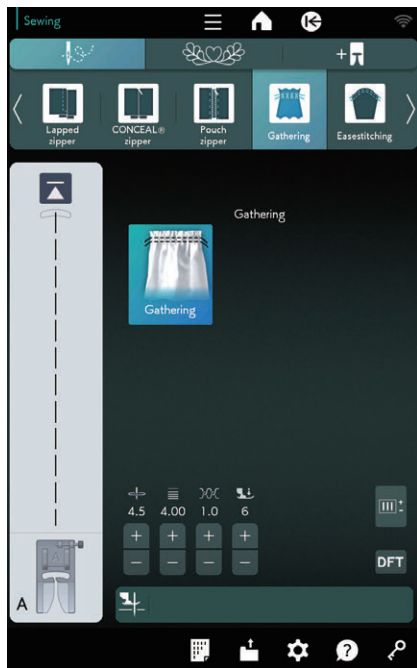 Sewing
Lapped
zipper
CONCEAL®
zipper
Pouch
zipper
Gathering
Easestitching
Gathering
Gathering
4.5
4.00
1.0
6
+
+
+
+
−
−
−
−
DFT
A
A